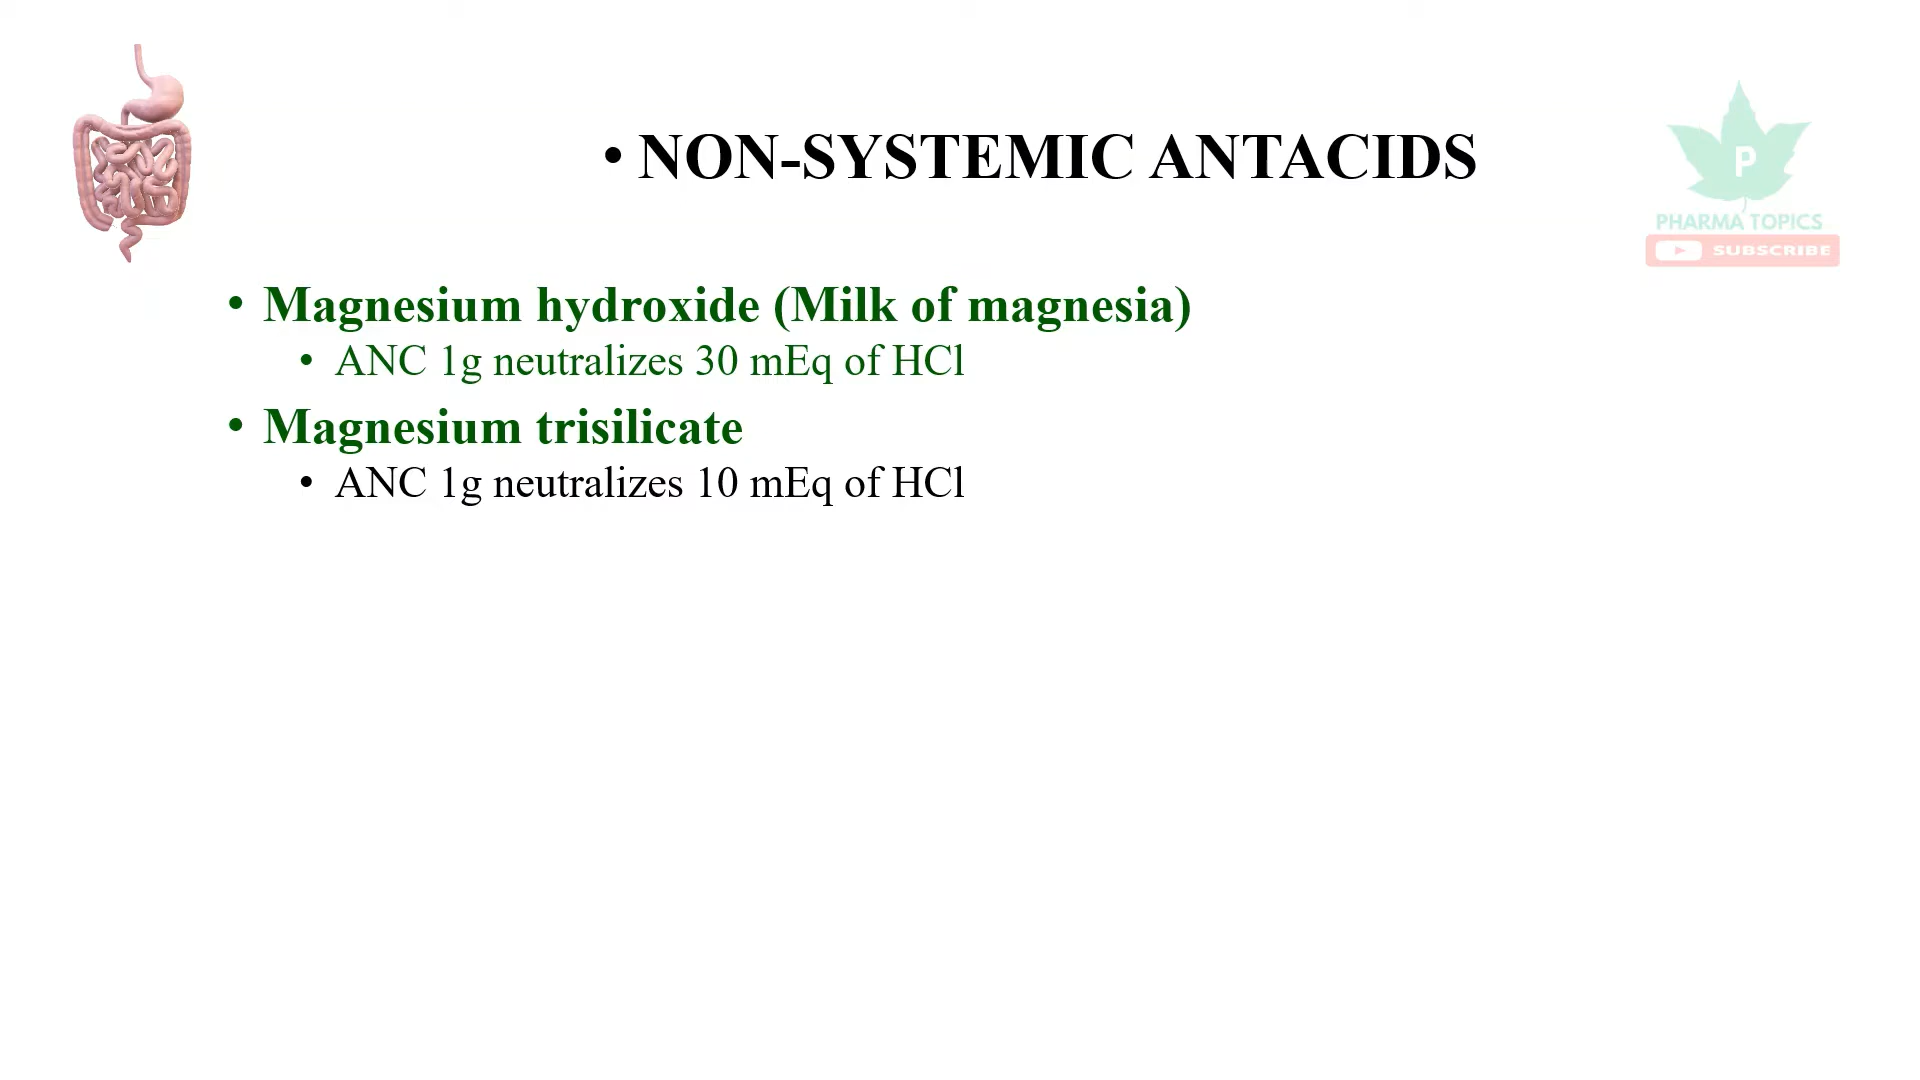 • NON-SYSTEMIC ANTACIDS
P
PHARMA TOPICS
SUBSCRIBE
• Magnesium hydroxide (Milk of magnesia)
• ANC 1g neutralizes 30 mEq of HCl
• Magnesium trisilicate
• ANC 1g neutralizes 10 mEq of HCl